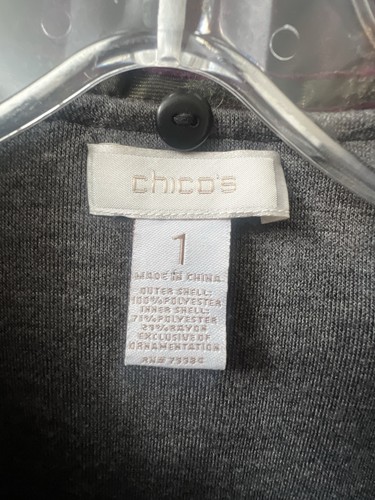 chico's
1
MADE IN CHINA
OUTER SHELL:
100% POLYESTER
INNER SHELL:
71% POLYESTER
29% RAYON
EXCLUSIVE OF
ORNAMENTATION